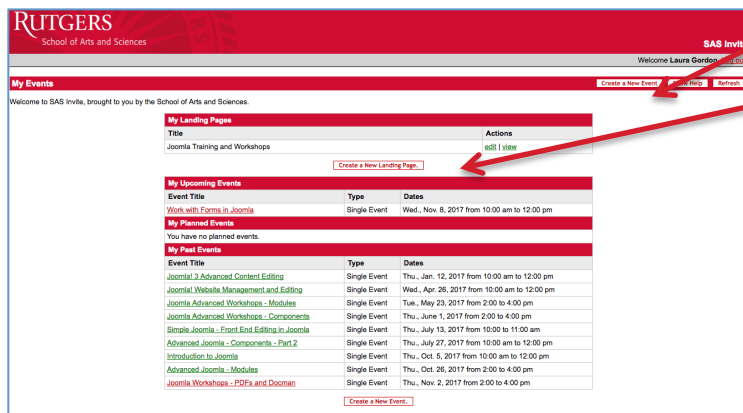 RUTGERS
School of Arts and Sciences
SAS Invite
Welcome Laura Gordon
My Events Create a New Event Help Refresh
Welcome to SAS Invite, brought to you by the School of Arts and Sciences.
My Landing Pages
Title Actions
Joomla Training and Workshops edit | view
Create a New Landing Page.
My Upcoming Events
Event Title Type Dates
Work with Forms in Joomla Single Event Wed., Nov. 8, 2017 from 10:00 am to 12:00 pm
My Planned Events
You have no planned events.
My Past Events
Event Title Type Dates
Joomla! 3 Advanced Content Editing Single Event Thu., Jan. 12, 2017 from 10:00 am to 12:00 pm
Joomla! Website Management and Editing Single Event Wed., Apr. 26, 2017 from 10:00 am to 12:00 pm
Joomla Advanced Workshops - Modules Single Event Tue., May 23, 2017 from 2:00 to 4:00 pm
Joomla Advanced Workshops - Components Single Event Thu., June 1, 2017 from 2:00 to 4:00 pm
Simple Joomla - Front End Editing in Joomla Single Event Thu., July 13, 2017 from 10:00 to 11:00 am
Advanced Joomla - Components - Part 2 Single Event Thu., July 27, 2017 from 10:00 am to 12:00 pm
Introduction to Joomla Single Event Thu., Oct. 5, 2017 from 10:00 am to 12:00 pm
Advanced Joomla - Modules Single Event Thu., Oct. 26, 2017 from 2:00 to 4:00 pm
Joomla Workshops - PDFs and Docman Single Event Thu., Nov. 2, 2017 from 2:00 to 4:00 pm
Create a New Event.